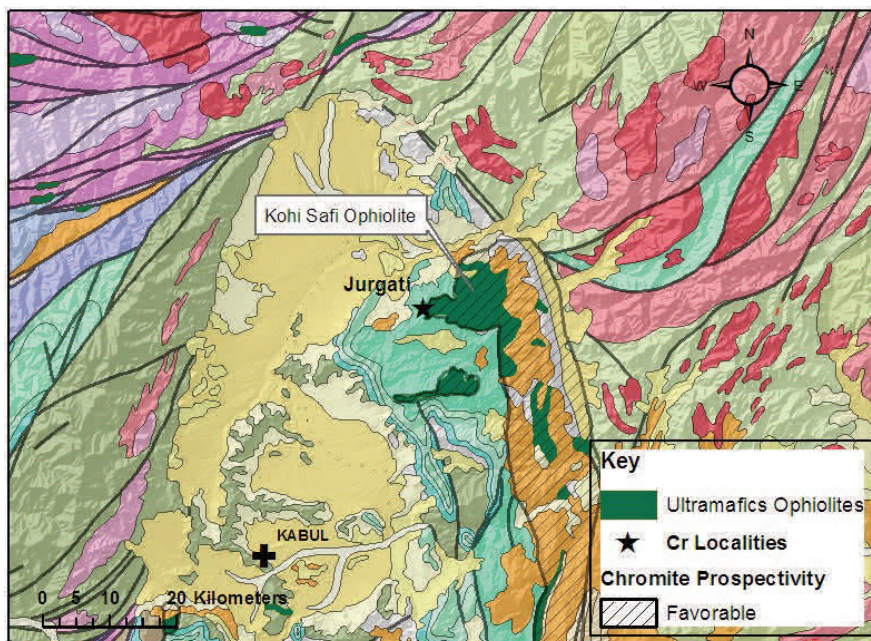 N
W E
S
Kohi Safi Ophiolite
Jurgati
KABUL
0 5 10 20 Kilometers
Key
Ultramafics Ophiolites
Cr Localities
Chromite Prospectivity
Favorable